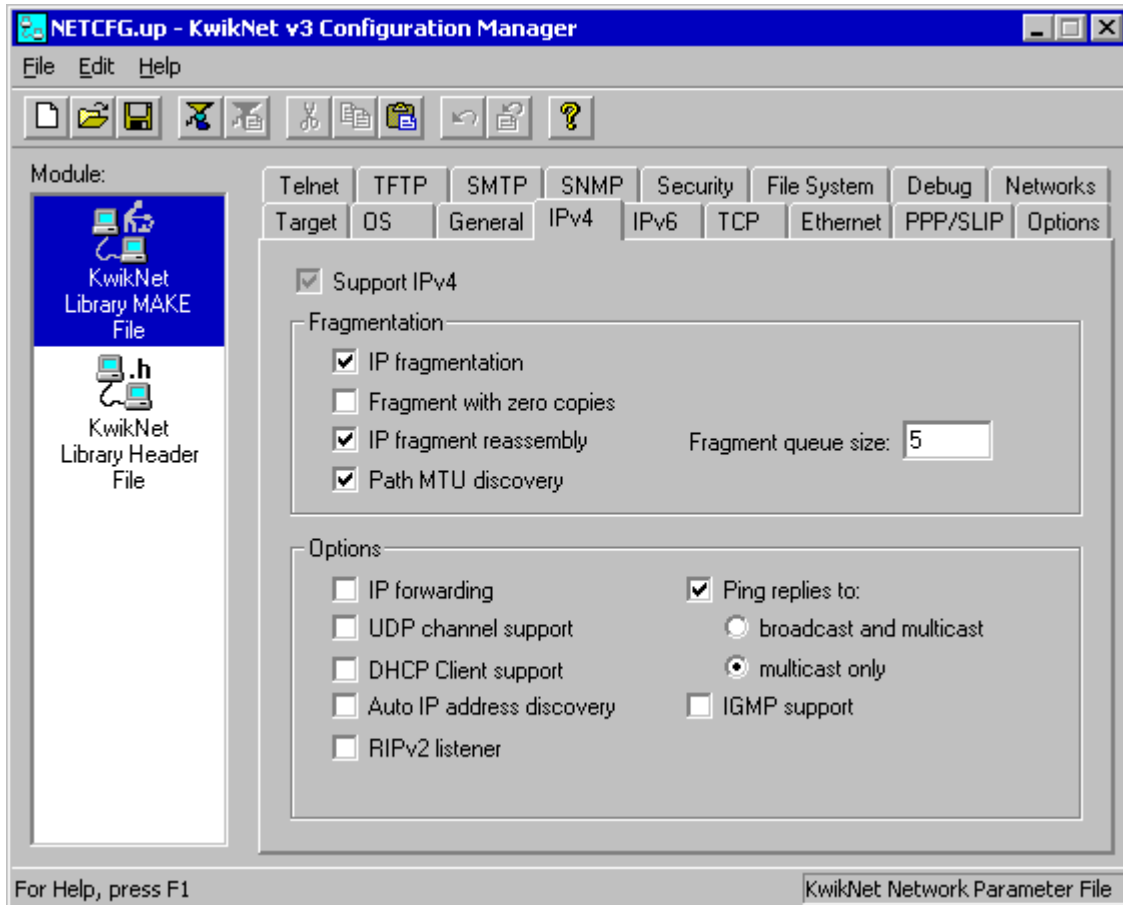 NETCFG.up - KwikNet v3 Configuration Manager
File Edit Help
Module:
KwikNet
Library MAKE
File
.h
KwikNet
Library Header
File
Telnet TFTP SMTP SNMP Security File System Debug Networks
Target OS General IPv4 IPv6 TCP Ethernet PPP/SLIP Options
Support IPv4
Fragmentation
IP fragmentation
Fragment with zero copies
IP fragment reassembly Fragment queue size: 5
Path MTU discovery
Options
IP forwarding Ping replies to:
UDP channel support broadcast and multicast
DHCP Client support multicast only
Auto IP address discovery IGMP support
RIPv2 listener
For Help, press F1 KwikNet Network Parameter File